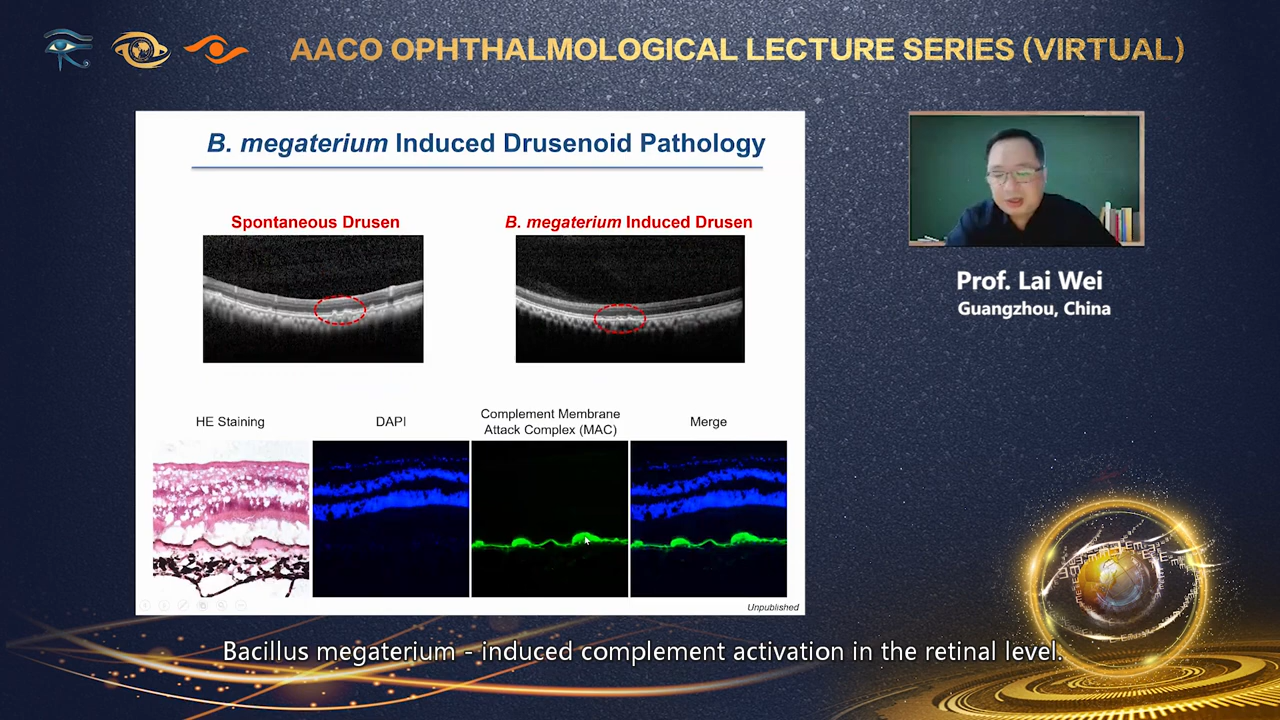 AACO OPHTHALMOLOGICAL LECTURE SERIES (VIRTUAL)
B. megaterium Induced Drusenoid Pathology
Spontaneous Drusen
B. megaterium Induced Drusen
HE Staining
DAPI
Complement Membrane
Attack Complex (MAC)
Merge
Unpublished
Prof. Lai Wei
Guangzhou, China
Bacillus megaterium - induced complement activation in the retinal level.